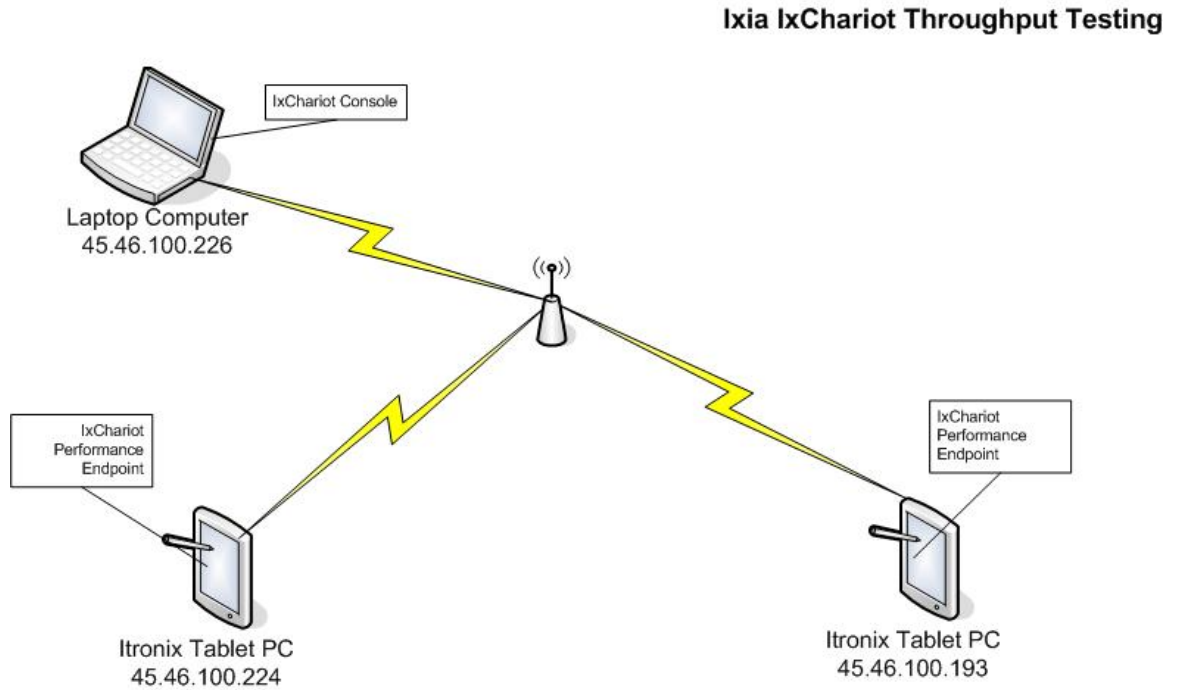 Ixia IxChariot Throughput Testing
IxChariot Console
Laptop Computer
45.46.100.226
IxChariot
Performance
Endpoint
IxChariot
Performance
Endpoint
Itronix Tablet PC
45.46.100.224
Itronix Tablet PC
45.46.100.193